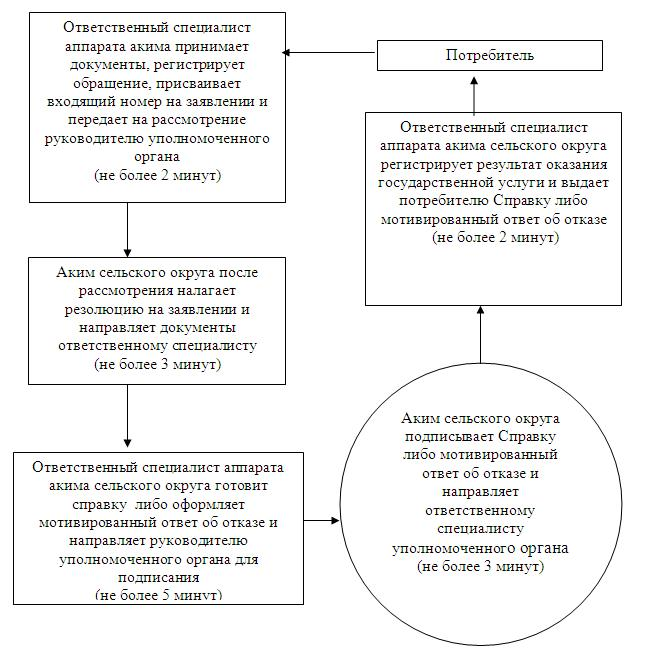 Потребитель
Ответственный специалист
аппарата акима принимает
документы, регистрирует
обращение, присваивает
входящий номер на заявлении и
передает на рассмотрение
руководителю уполномоченного
органа
(не более 2 минут)
Аким сельского округа после
рассмотрения налагает
резолюцию на заявлении и
направляет документы
ответственному специалисту
(не более 3 минут)
Ответственный специалист аппарата
акима сельского округа готовит
справку либо оформляет
мотивированный ответ об отказе и
направляет руководителю
уполномоченного органа для
подписания
(не более 5 минут)
Аким сельского округа
подписывает Справку
либо мотивированный
ответ об отказе и
направляет
ответственному
специалисту
уполномоченного органа
(не более 3 минут)
Ответственный специалист
аппарата акима сельского округа
регистрирует результат оказания
государственной услуги и выдает
потребителю Справку либо
мотивированный ответ об отказе
(не более 2 минут)